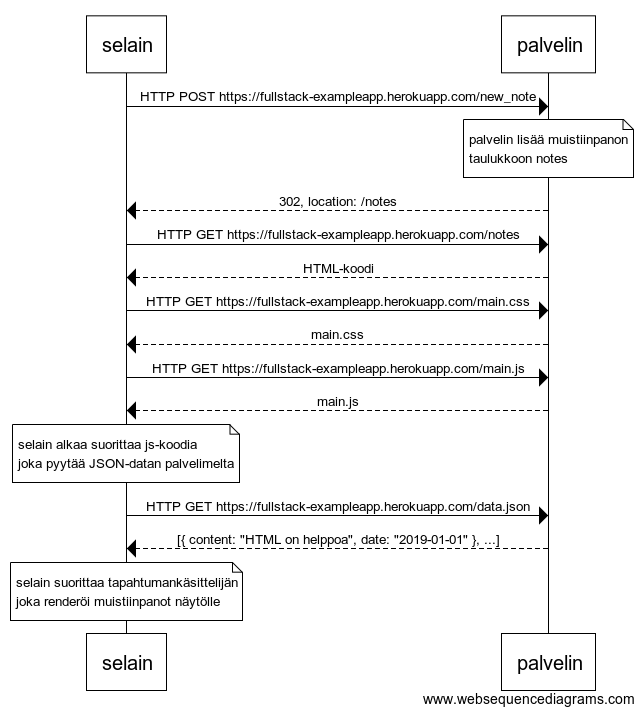 selain
palvelin
HTTP POST https://fullstack-exampleapp.herokuapp.com/new_note
palvelin lisää muistiinpanon
taulukkoon notes
302, location: /notes
HTTP GET https://fullstack-exampleapp.herokuapp.com/notes
HTML-koodi
HTTP GET https://fullstack-exampleapp.herokuapp.com/main.css
main.css
HTTP GET https://fullstack-exampleapp.herokuapp.com/main.js
main.js
selain alkaa suorittaa js-koodia
joka pyytää JSON-datan palvelimelta
HTTP GET https://fullstack-exampleapp.herokuapp.com/data.json
[{ content: "HTML on helppoa", date: "2019-01-01" }, ...]
selain suorittaa tapahtumankäsittelijän
joka renderöi muistiinpanot näytölle
selain
palvelin
www.websequencediagrams.com